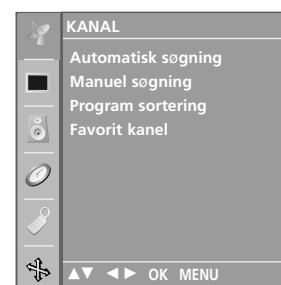 KANAL
Automatisk søgning
Manuel søgning
Program sortering
Favorit kanel
▲▼ ◄► OK MENU